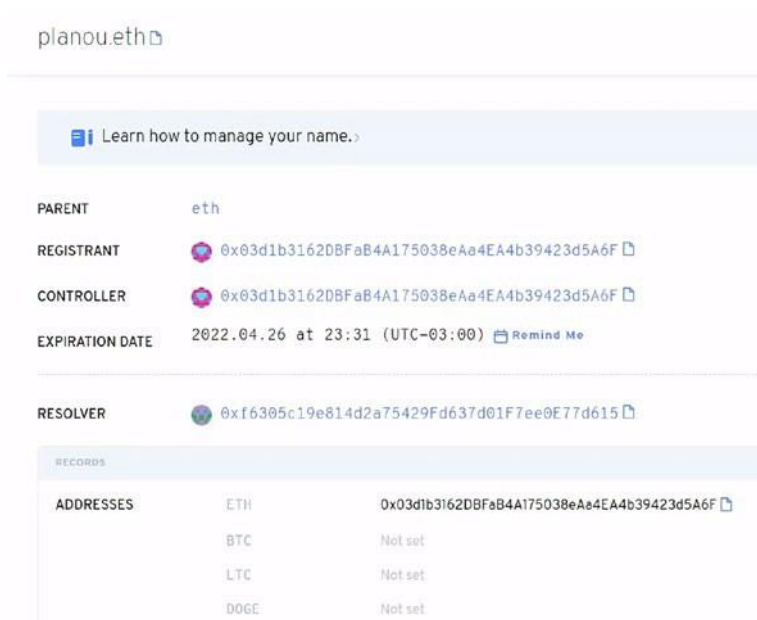 planou.eth
Learn how to manage your name.
PARENT eth
REGISTRANT 0x03d1b3162DBFaB4A175038eAa4EA4b39423d5A6F
CONTROLLER 0x03d1b3162DBFaB4A175038eAa4EA4b39423d5A6F
EXPIRATION DATE 2022.04.26 at 23:31 (UTC-03:00) Remind Me
RESOLVER 0xf6305c19e814d2a75429Fd637d01F7ee0E77d615
RECORDS
ADDRESSES ETH 0x03d1b3162DBFaB4A175038eAa4EA4b39423d5A6F
BTC Not set
LTC Not set
DOGE Not set